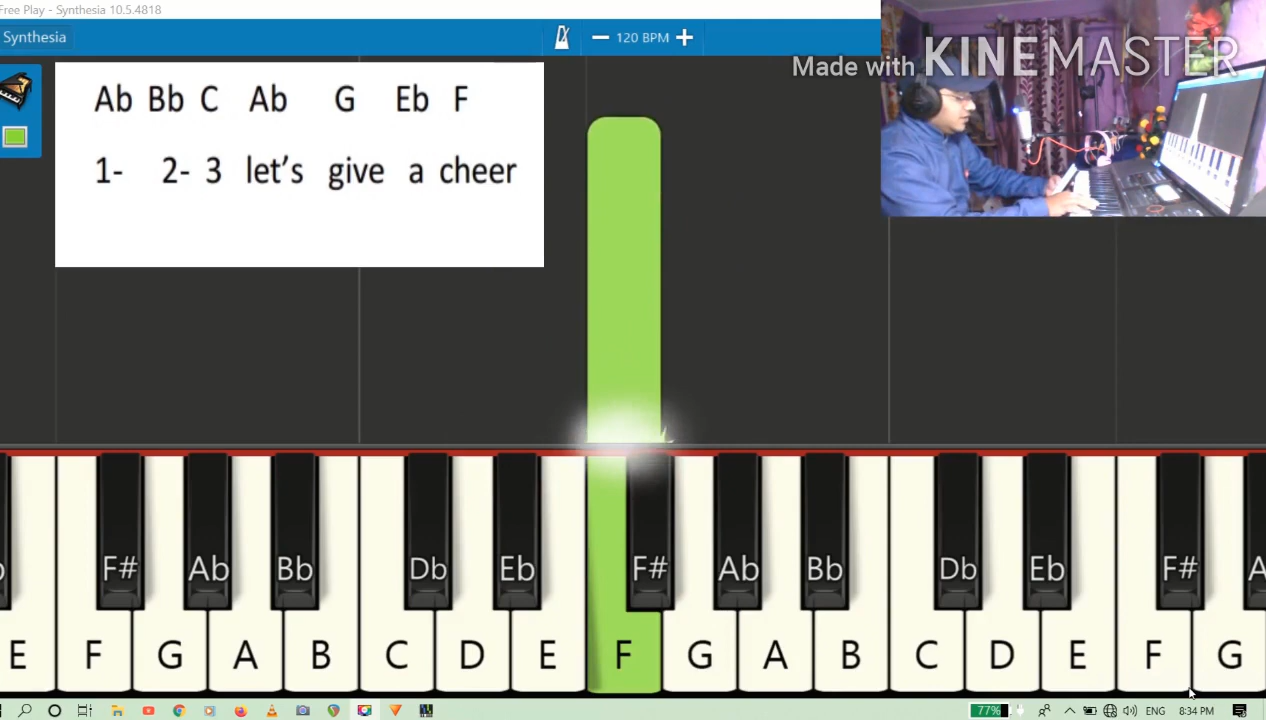 Free Play - Synthesia 10.5.4818
Synthesia
120 BPM
Made with KINEMASTER
Ab Bb C Ab G Eb F
1- 2- 3 let's give a cheer
F# Ab Bb Db Eb F# Ab Bb Db Eb F#
E F G A B C D E F G A B C D E F G
77%
ENG
8:34 PM